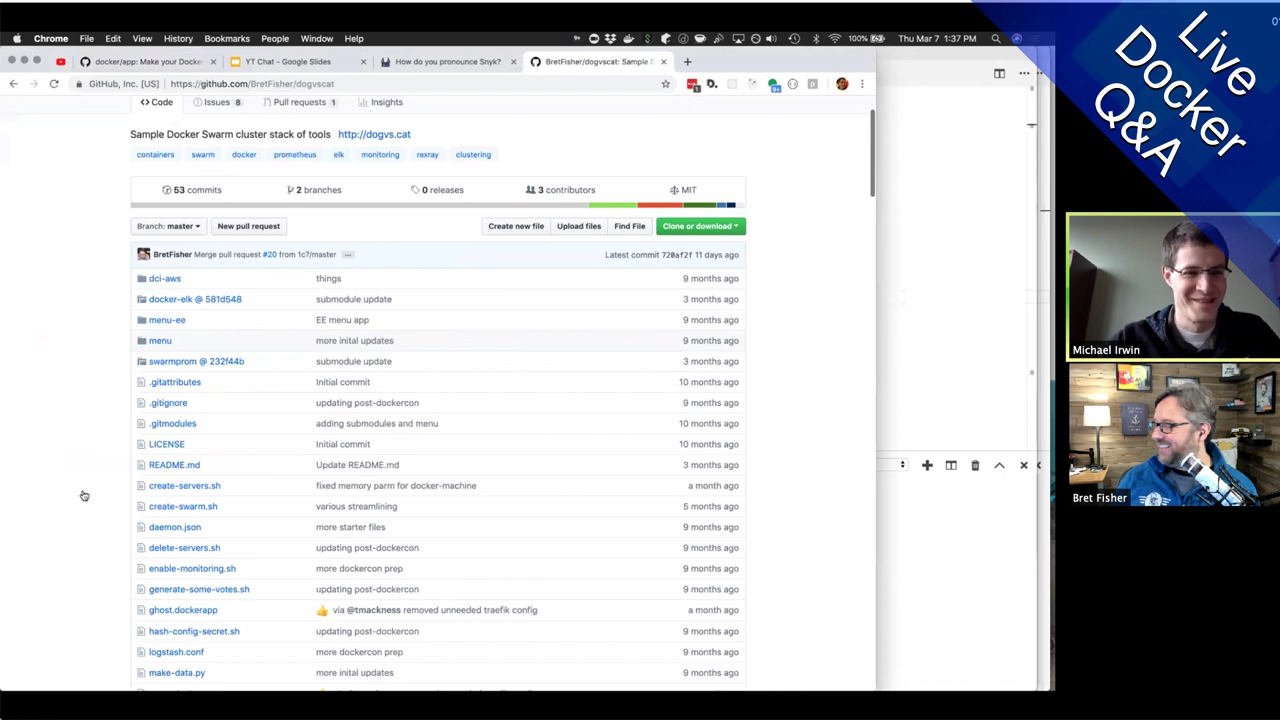 Chrome File Edit View History Bookmarks People Window Help 100% Thu Mar 7 1:37 PM
docker/app: Make your Docke YT Chat - Google Slides How do you pronounce Snyk? BretFisher/dogvscat: Sample D
GitHub, Inc. [US] https://github.com/BretFisher/dogvscat
Code Issues 8 Pull requests 1 Insights
Sample Docker Swarm cluster stack of tools http://dogvs.cat
containers swarm docker prometheus elk monitoring rexray clustering
53 commits 2 branches 0 releases 3 contributors MIT
Branch: master New pull request Create new file Upload files Find File Clone or download
BretFisher Merge pull request #20 from 1c7/master ... Latest commit 720af2f 11 days ago
dci-aws things 9 months ago
docker-elk @ 581d548 submodule update 3 months ago
menu-ee EE menu app 9 months ago
menu more inital updates 9 months ago
swarmprom @ 232f44b submodule update 3 months ago
.gitattributes Initial commit 10 months ago
.gitignore updating post-dockercon 9 months ago
.gitmodules adding submodules and menu 10 months ago
LICENSE Initial commit 10 months ago
README.md Update README.md 3 months ago
create-servers.sh fixed memory parm for docker-machine a month ago
create-swarm.sh various streamlining 5 months ago
daemon.json more starter files 9 months ago
delete-servers.sh updating post-dockercon 9 months ago
enable-monitoring.sh more dockercon prep 9 months ago
generate-some-votes.sh updating post-dockercon 9 months ago
ghost.dockerapp 👍 via @tmackness removed unneeded traefik config a month ago
hash-config-secret.sh updating post-dockercon 9 months ago
logstash.conf more dockercon prep 9 months ago
make-data.py more inital updates 9 months ago
Live
Docker
Q&A
Michael Irwin
Bret Fisher